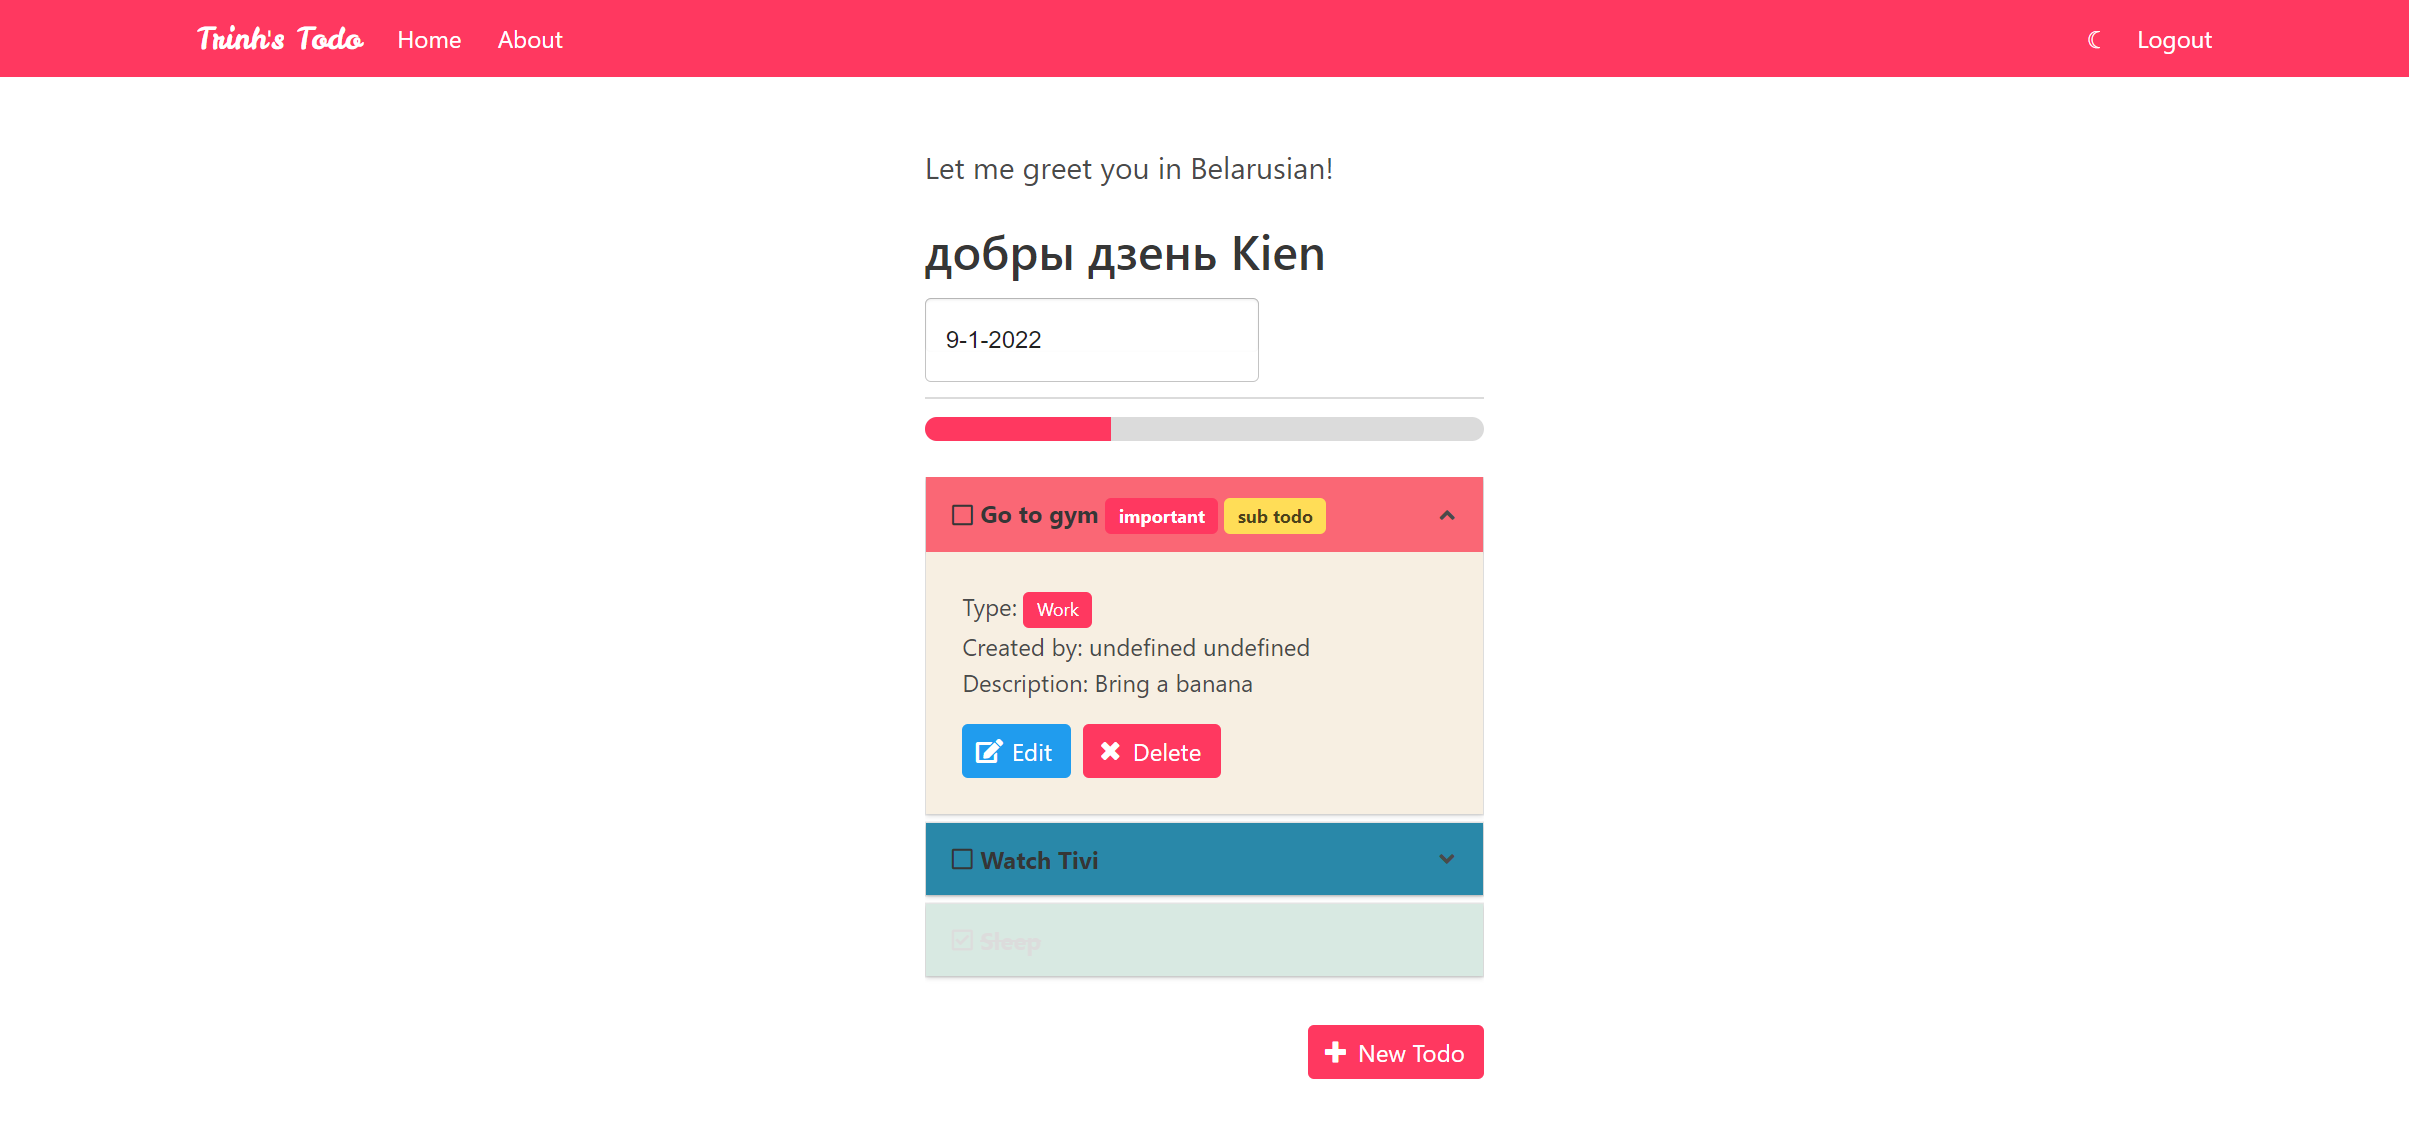 Trinh's Todo Home About Logout
Let me greet you in Belarusian!
добры дзень Kien
9-1-2022
Go to gym important sub todo
Type: Work
Created by: undefined undefined
Description: Bring a banana
Edit Delete
Watch Tivi
Sleep
New Todo